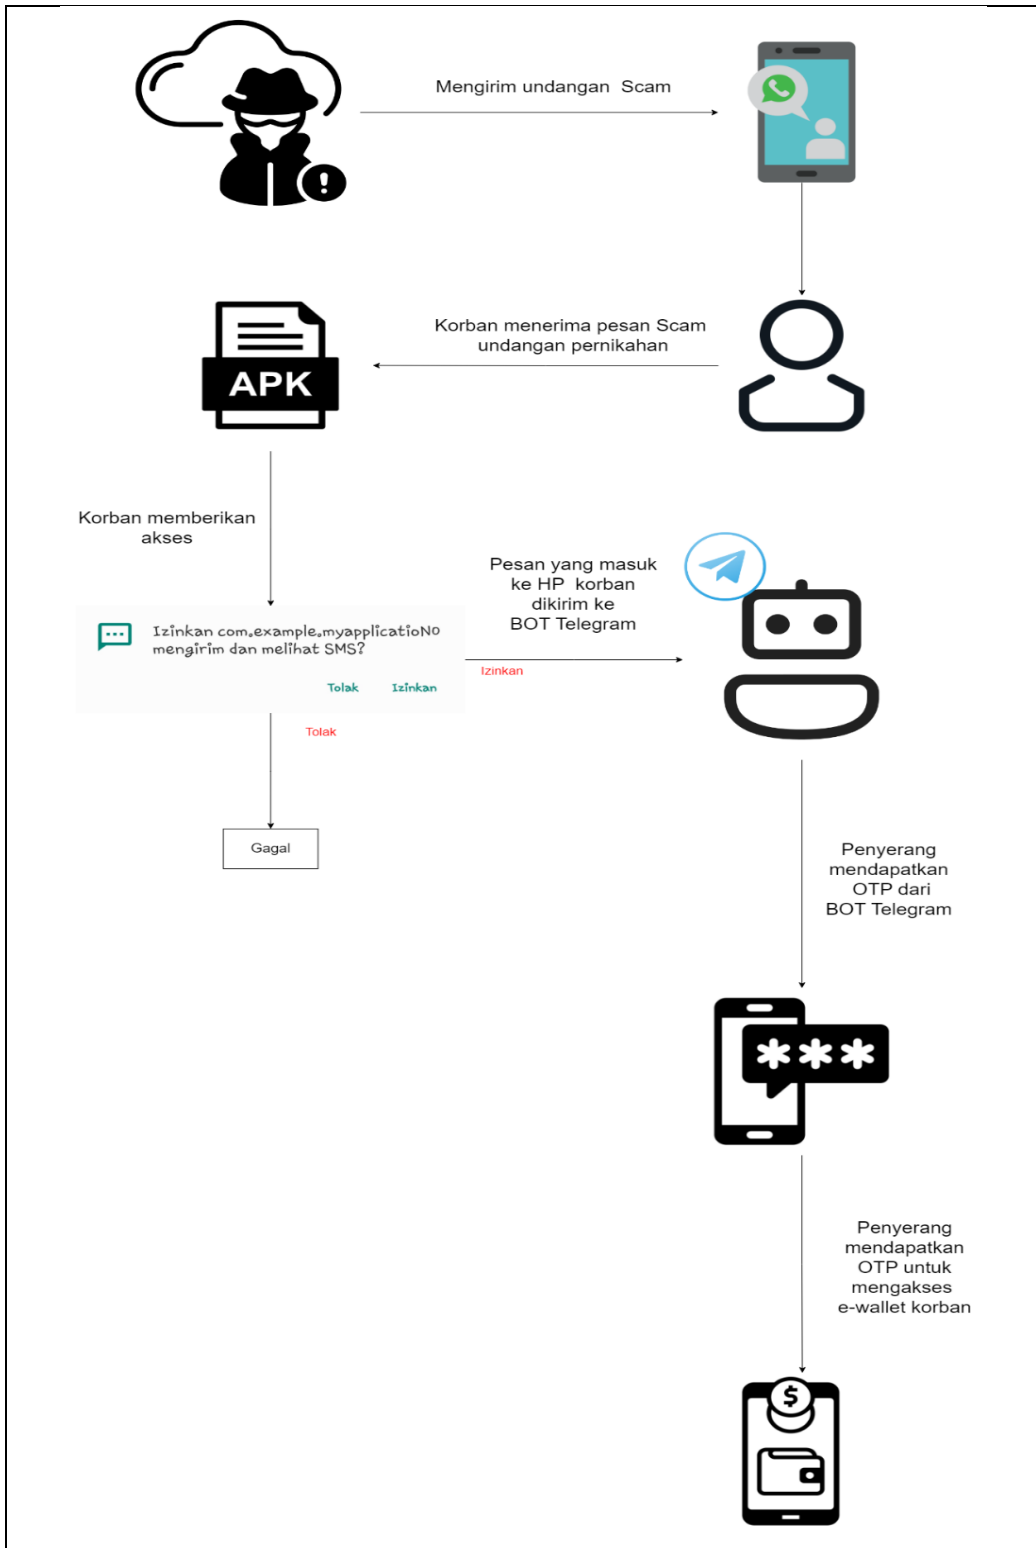 Mengirim undangan Scam
Korban menerima pesan Scam
undangan pernikahan
APK
Korban memberikan
akses
Pesan yang masuk
ke HP korban
dikirim ke
BOT Telegram
Izinkan com.example.myapplicatioNo
mengirim dan melihat SMS?
Tolak Izinkan
Izinkan
Tolak
Gagal
Penyerang
mendapatkan
OTP dari
BOT Telegram
***
Penyerang
mendapatkan
OTP untuk
mengakses
e-wallet korban
$